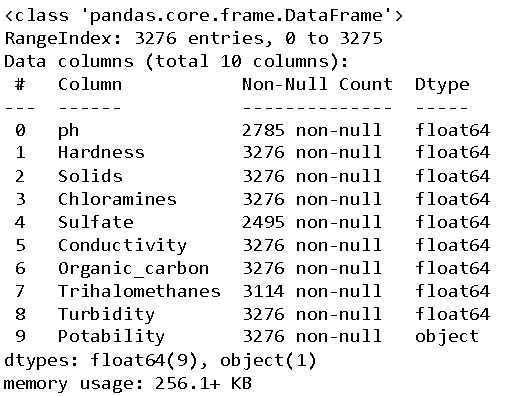 <class 'pandas.core.frame.DataFrame'>
RangeIndex: 3276 entries, 0 to 3275
Data columns (total 10 columns):
 #   Column           Non-Null Count  Dtype
---  ------           --------------  -----
 0   ph               2785 non-null   float64
 1   Hardness         3276 non-null   float64
 2   Solids           3276 non-null   float64
 3   Chloramines      3276 non-null   float64
 4   Sulfate          2495 non-null   float64
 5   Conductivity     3276 non-null   float64
 6   Organic_carbon   3276 non-null   float64
 7   Trihalomethanes  3114 non-null   float64
 8   Turbidity        3276 non-null   float64
 9   Potability       3276 non-null   object
dtypes: float64(9), object(1)
memory usage: 256.1+ KB